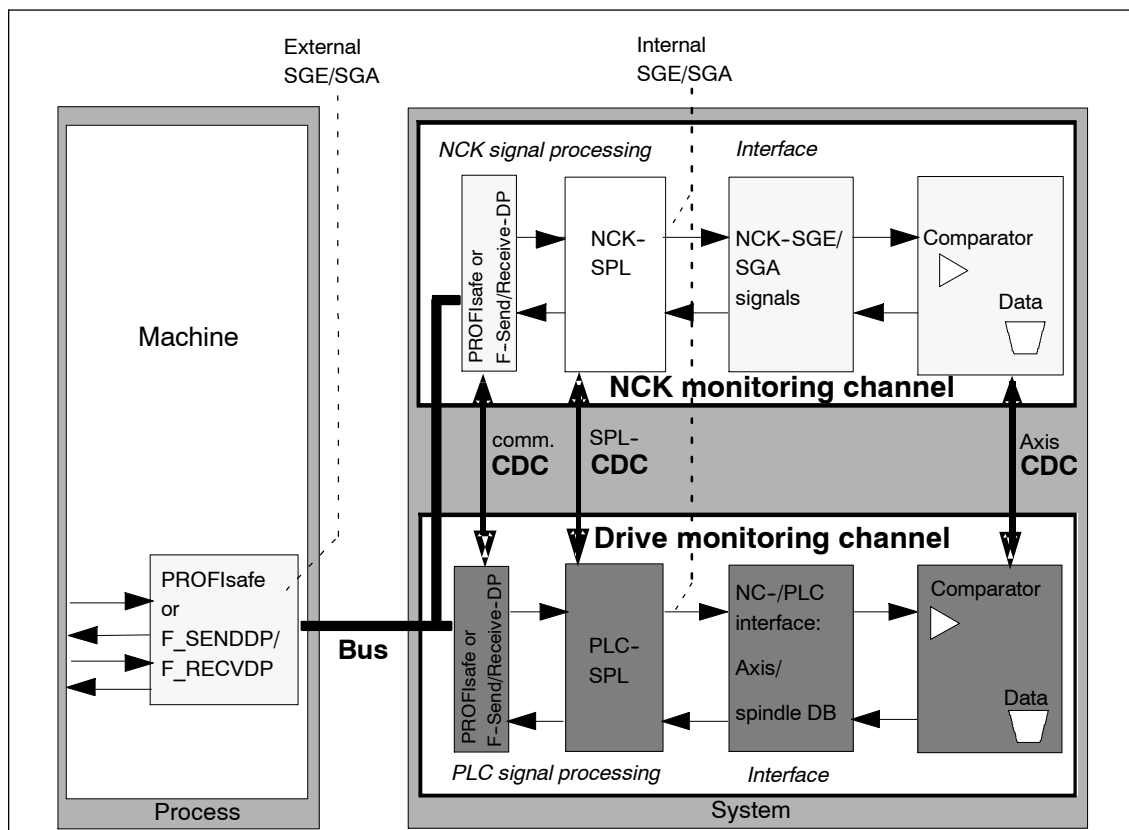 External
SGE/SGA
Internal
SGE/SGA
NCK signal processing
Interface
PROFIsafe or
F-Send/Receive-DP
NCK-
SPL
NCK-SGE/
SGA
signals
Comparator
Data
Machine
NCK monitoring channel
comm.
CDC
SPL-
CDC
Axis
CDC
Drive monitoring channel
PROFIsafe
or
F_SENDDP/
F_RECVDP
Bus
PROFIsafe or
F-Send/Receive-DP
PLC-
SPL
NC-/PLC
interface:
Axis/
spindle DB
Comparator
Data
PLC signal processing
Interface
Process
System